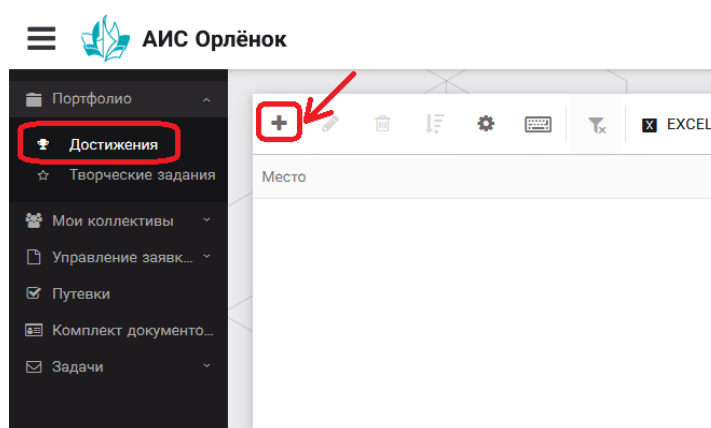 АИС Орлёнок
Портфолио
Достижения
Творческие задания
Мои коллективы
Управление заявк...
Путевки
Комплект документо...
Задачи
X EXCEL
Место